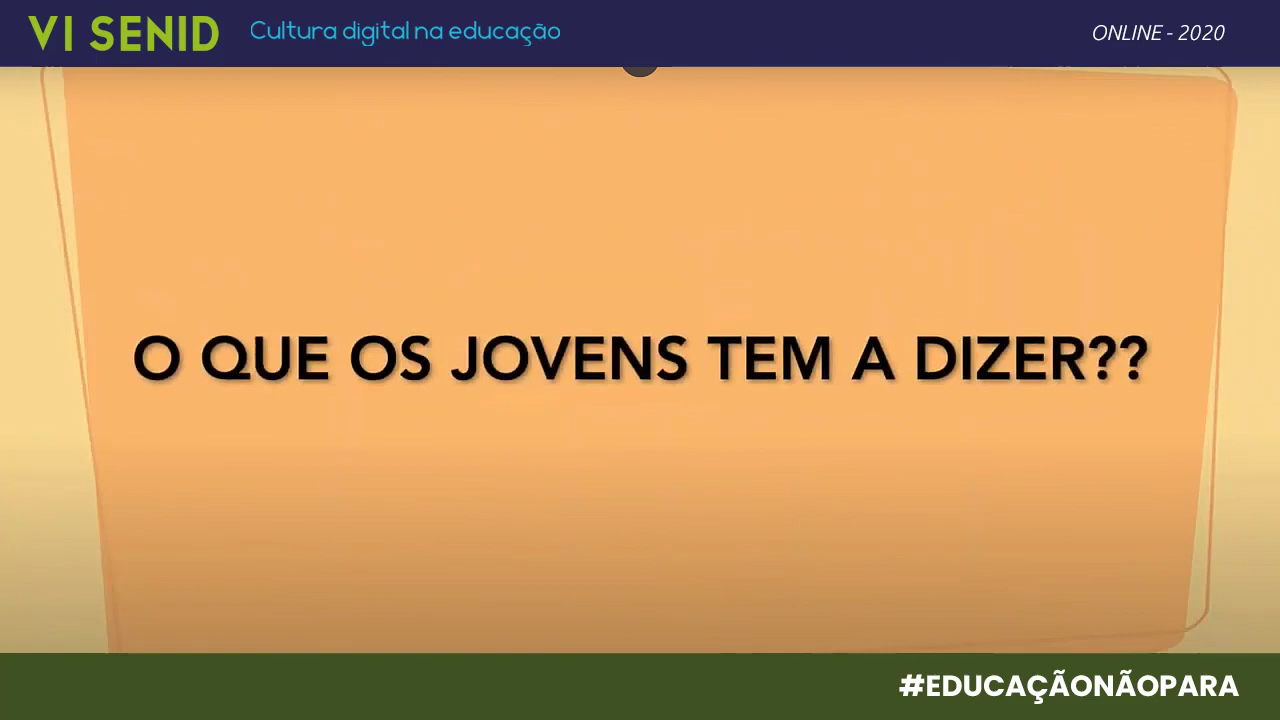 VI SENID
Cultura digital na educação
ONLINE - 2020
O QUE OS JOVENS TEM A DIZER??
#EDUCAÇÃONÃOPARA